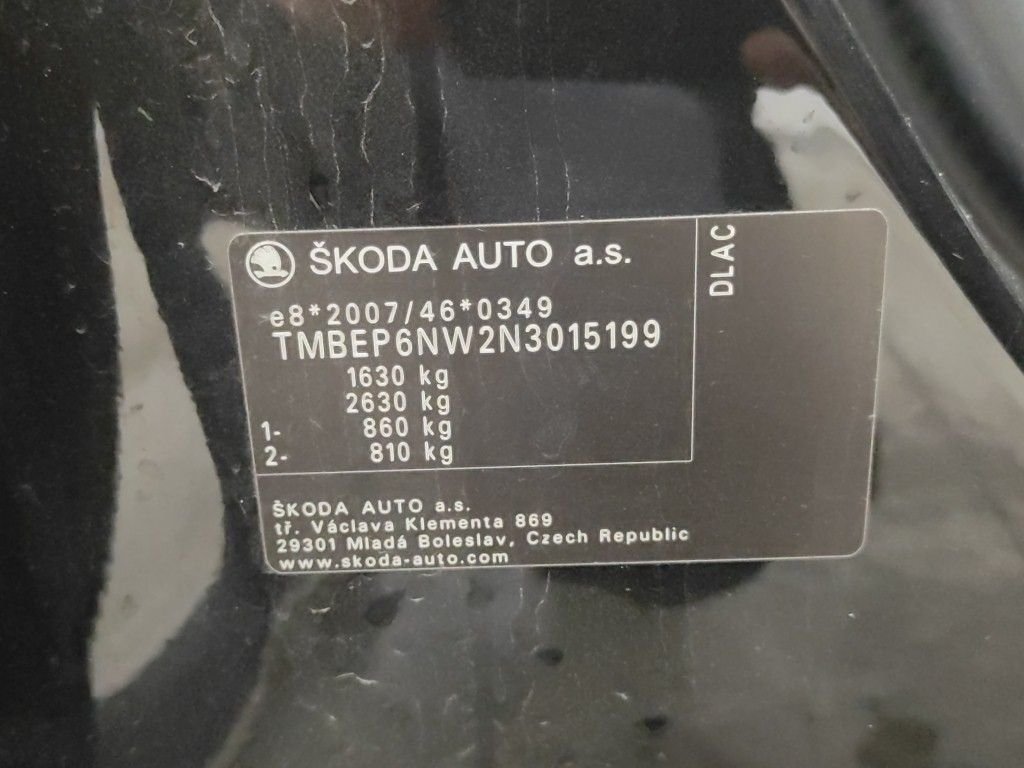 ŠKODA AUTO a.s.
DLAC
e8*2007/46*0349
TMBEP6NW2N3015199
1630 kg
2630 kg
1- 860 kg
2- 810 kg
ŠKODA AUTO a.s.
tř. Václava Klementa 869
29301 Mladá Boleslav, Czech Republic
www.skoda-auto.com